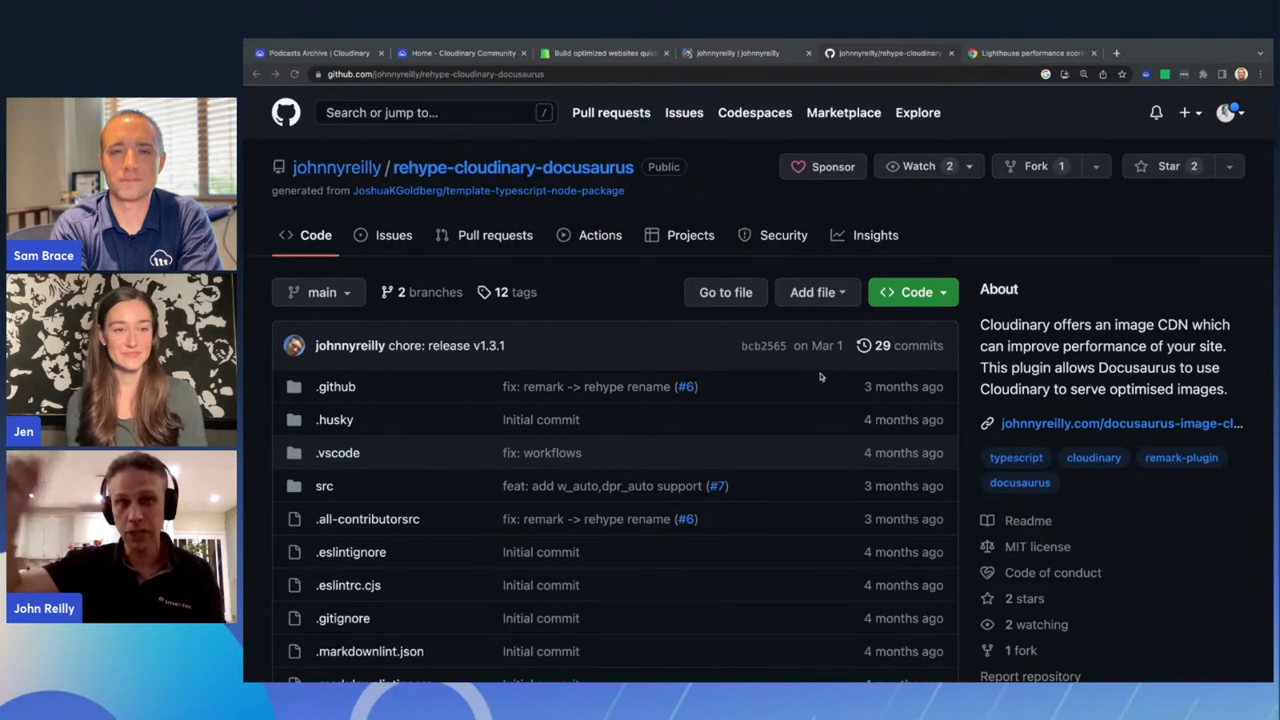 Podcasts Archive | Cloudinary
Home - Cloudinary Community
Build optimized websites quic
johnnyreilly | johnnyreilly
johnnyreilly/rehype-cloudinary
Lighthouse performance scor
github.com/johnnyreilly/rehype-cloudinary-docusaurus
Search or jump to... /
Pull requests Issues Codespaces Marketplace Explore
johnnyreilly / rehype-cloudinary-docusaurus Public
Sponsor Watch 2 Fork 1 Star 2
generated from JoshuaKGoldberg/template-typescript-node-package
Code Issues Pull requests Actions Projects Security Insights
main 2 branches 12 tags Go to file Add file Code
johnnyreilly chore: release v1.3.1 bcb2565 on Mar 1 29 commits
.github fix: remark -> rehype rename (#6) 3 months ago
.husky Initial commit 4 months ago
.vscode fix: workflows 4 months ago
src feat: add w_auto,dpr_auto support (#7) 3 months ago
.all-contributorsrc fix: remark -> rehype rename (#6) 3 months ago
.eslintignore Initial commit 4 months ago
.eslintrc.cjs Initial commit 4 months ago
.gitignore Initial commit 4 months ago
.markdownlint.json Initial commit 4 months ago
About
Cloudinary offers an image CDN which
can improve performance of your site.
This plugin allows Docusaurus to use
Cloudinary to serve optimised images.
johnnyreilly.com/docusaurus-image-cl...
typescript cloudinary remark-plugin
docusaurus
Readme
MIT license
Code of conduct
2 stars
2 watching
1 fork
Report repository
Sam Brace
Jen
John Reilly